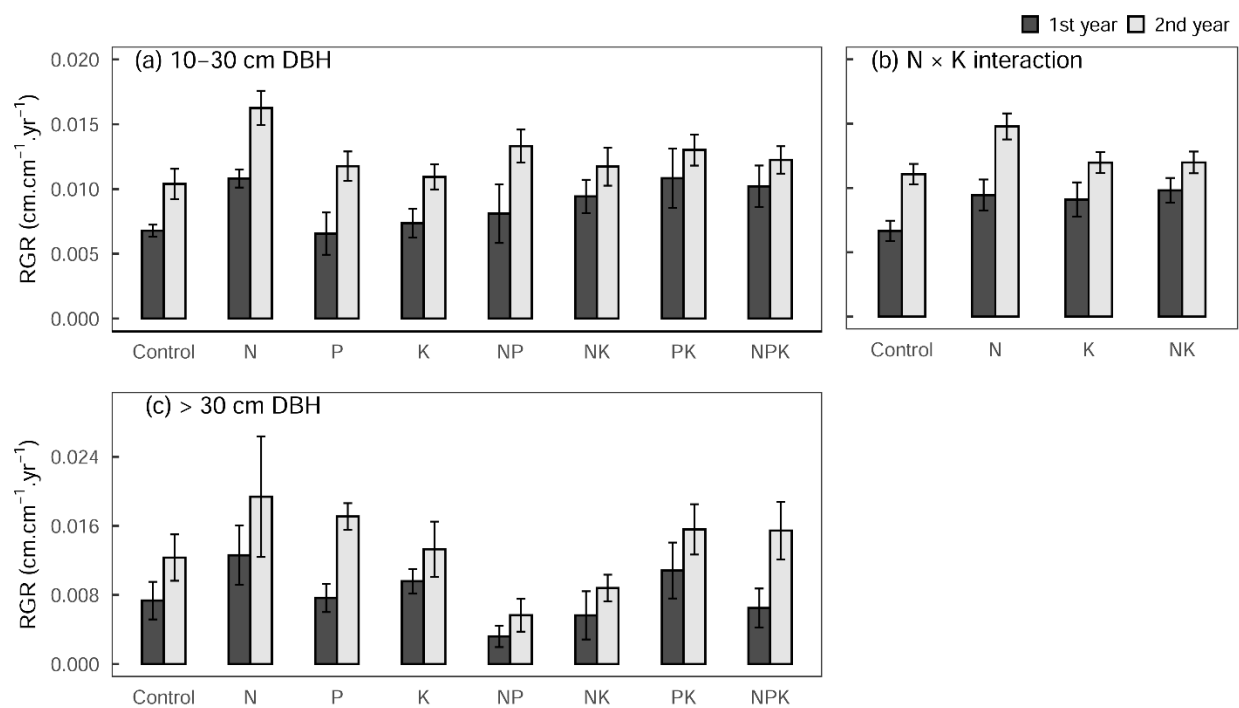 1st year 2nd year
(a) 10–30 cm DBH
(b) N × K interaction
RGR (cm.cm⁻¹.yr⁻¹)
0.020
0.015
0.010
0.005
0.000
Control N P K NP NK PK NPK
Control N K NK
(c) > 30 cm DBH
RGR (cm.cm⁻¹.yr⁻¹)
0.024
0.016
0.008
0.000
Control N P K NP NK PK NPK